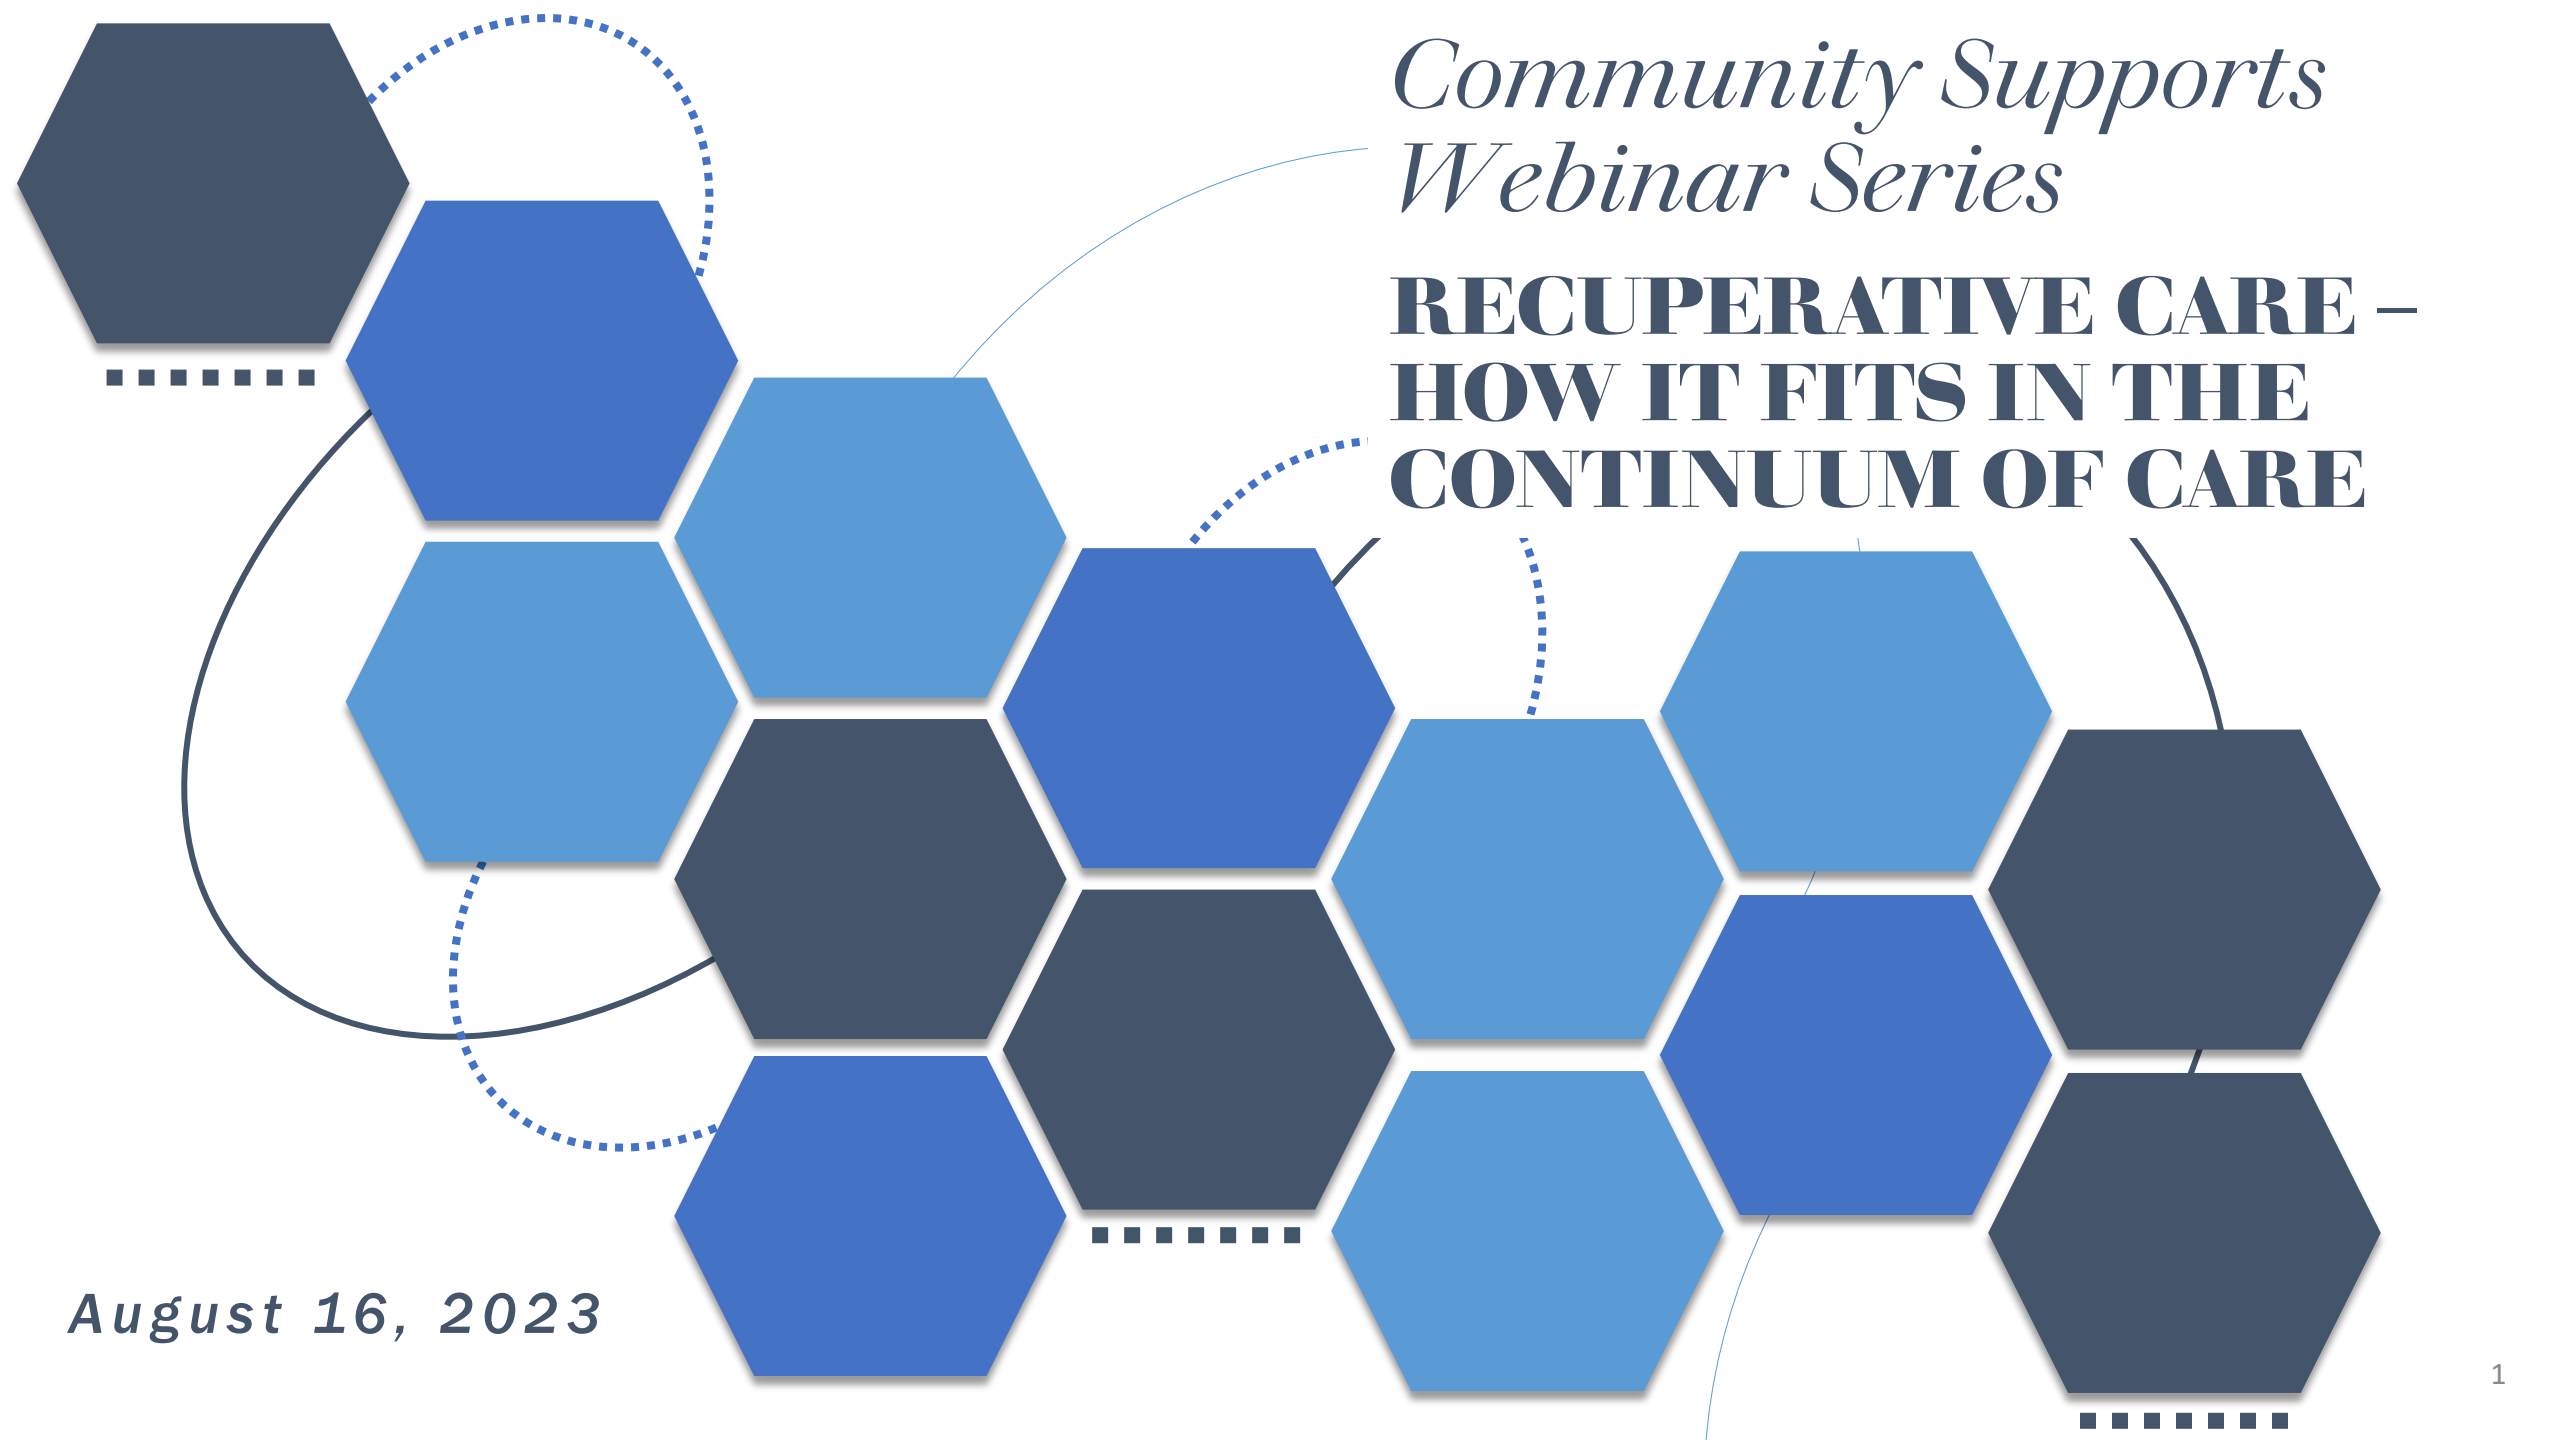 Community Supports
Webinar Series
RECUPERATIVE CARE –
HOW IT FITS IN THE
CONTINUUM OF CARE
August 16, 2023
1